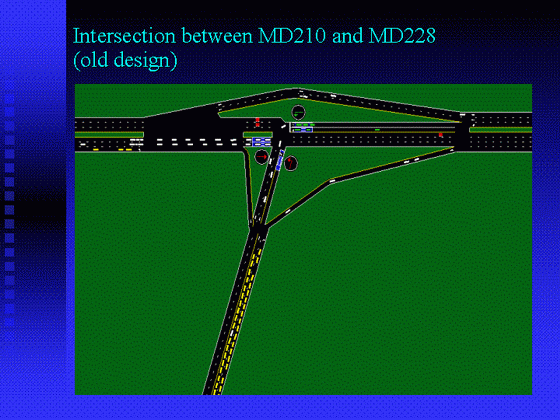 Intersection between MD210 and MD228
(old design)